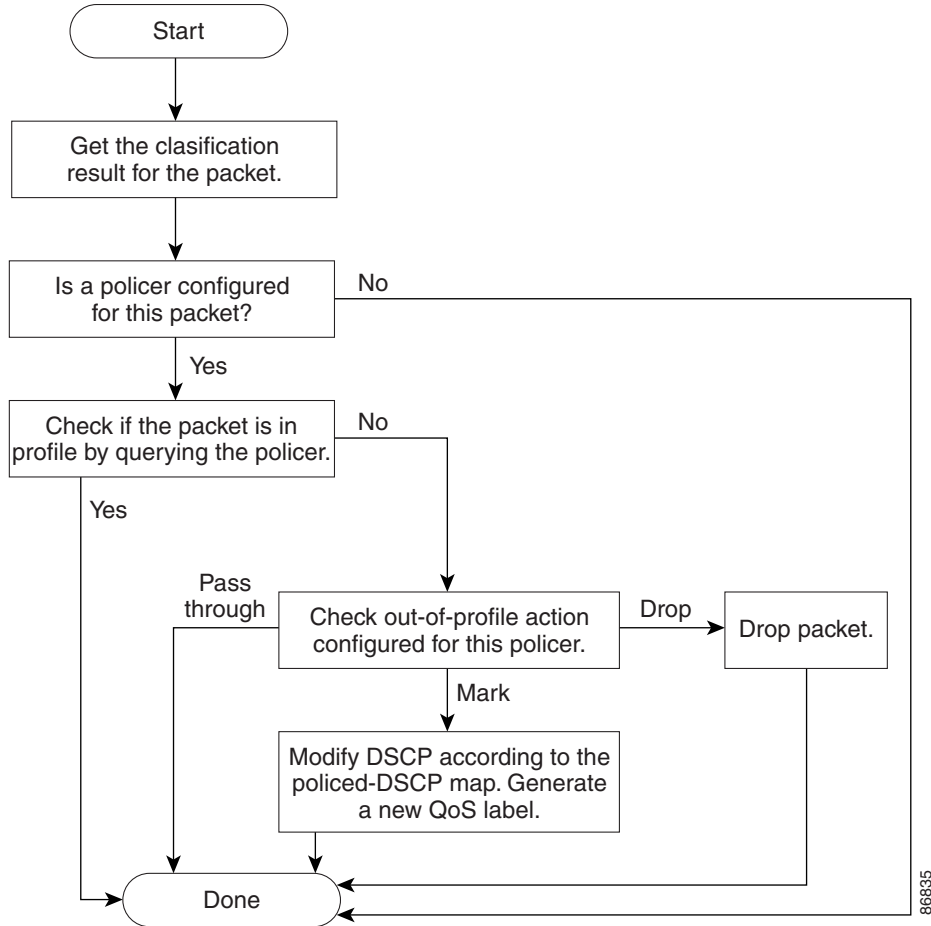 Start
Get the clasification
result for the packet.
Is a policer configured
for this packet?
No
Yes
Check if the packet is in
profile by querying the policer.
No
Yes
Pass
through
Check out-of-profile action
configured for this policer.
Drop
Drop packet.
Mark
Modify DSCP according to the
policed-DSCP map. Generate
a new QoS label.
Done
86835